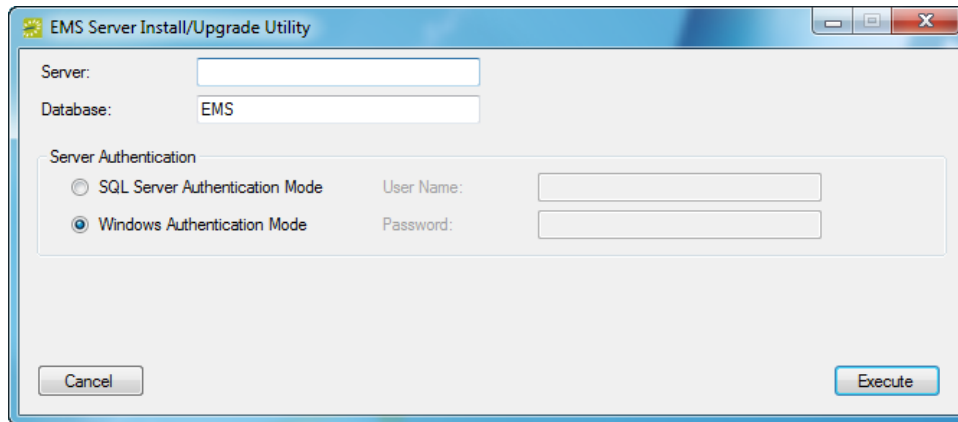 EMS Server Install/Upgrade Utility
Server:
Database: EMS
Server Authentication
SQL Server Authentication Mode User Name:
Windows Authentication Mode Password:
Cancel Execute